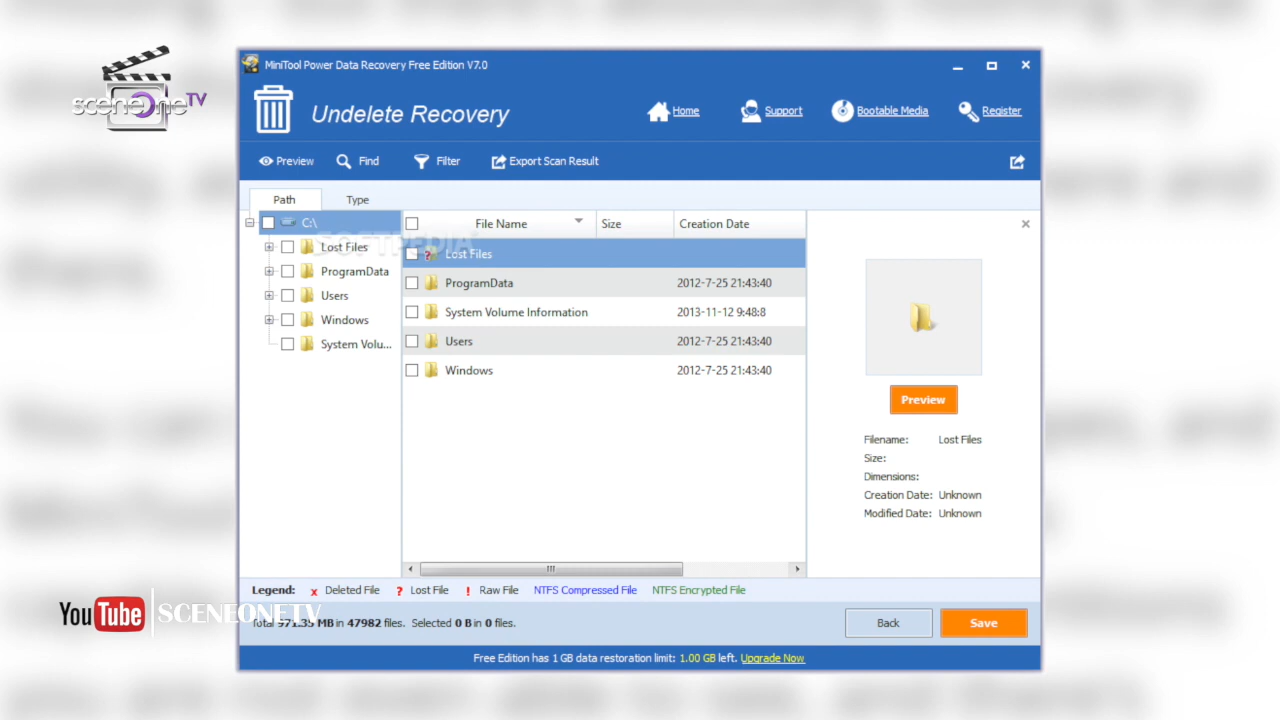 sceneOne TV
MiniTool Power Data Recovery Free Edition V7.0
Undelete Recovery
Home
Support
Bootable Media
Register
Preview
Find
Filter
Export Scan Result
Path
Type
C:\
Lost Files
ProgramData
Users
Windows
System Volu...
File Name
Size
Creation Date
SOFTPEDIA
Lost Files
ProgramData 2012-7-25 21:43:40
System Volume Information 2013-11-12 9:48:8
Users 2012-7-25 21:43:40
Windows 2012-7-25 21:43:40
Preview
Filename: Lost Files
Size:
Dimensions:
Creation Date: Unknown
Modified Date: Unknown
Legend: x Deleted File ? Lost File ! Raw File NTFS Compressed File NTFS Encrypted File
YouTube SCENEONETV
Total 971.35 MB in 47982 files. Selected 0 B in 0 files.
Back
Save
Free Edition has 1 GB data restoration limit: 1.00 GB left. Upgrade Now